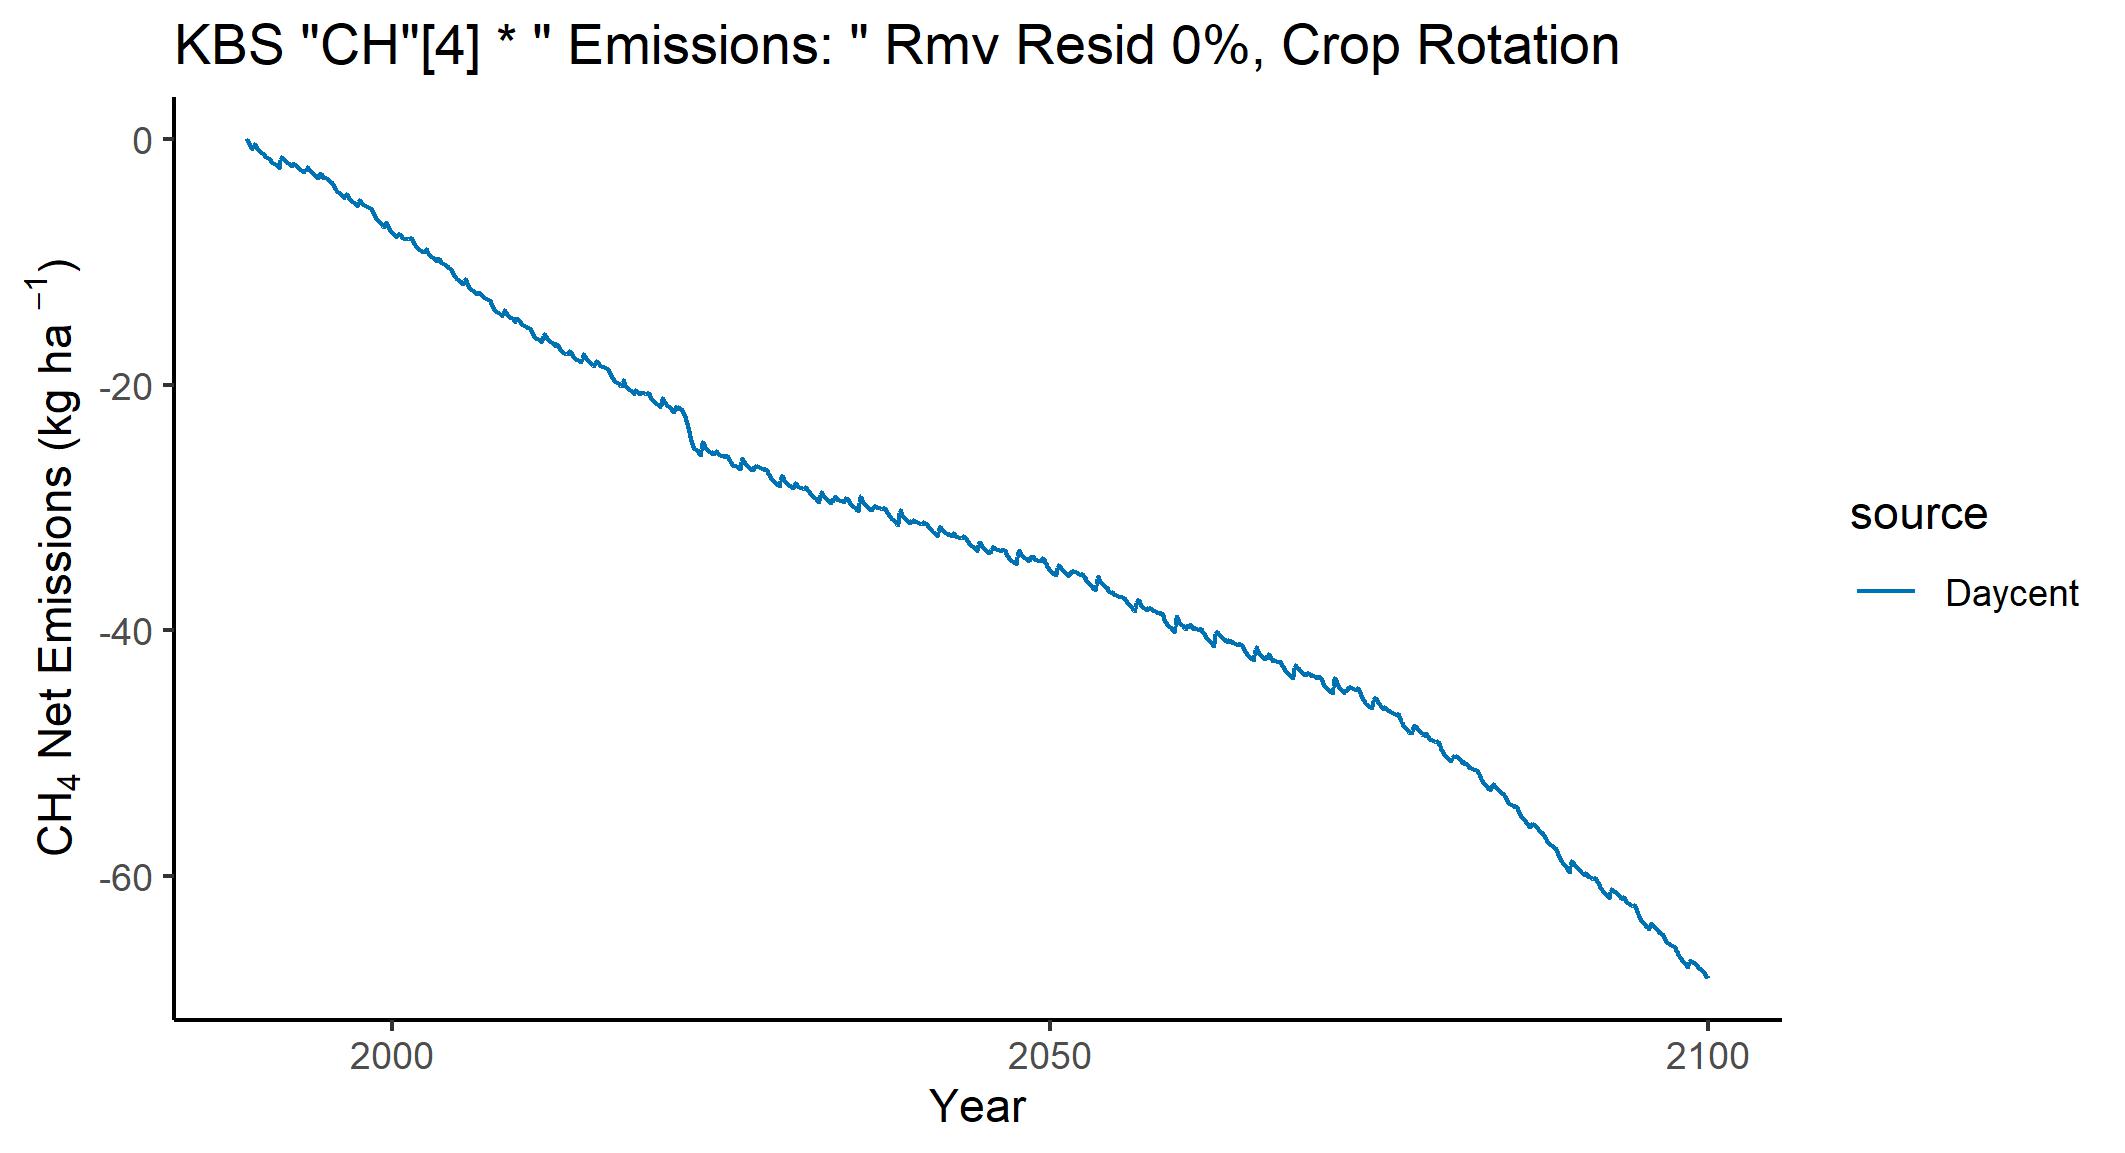 KBS "CH"[4] * " Emissions: " Rmv Resid 0%, Crop Rotation
CH₄ Net Emissions (kg ha ⁻¹)
0
-20
-40
-60
2000
2050
2100
Year
source
Daycent